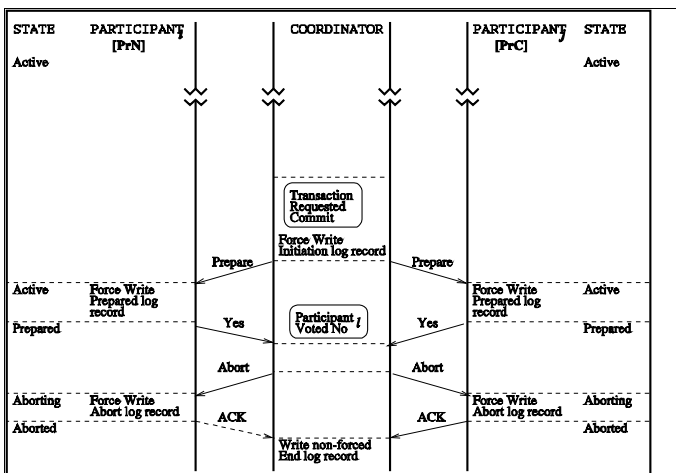 STATE PARTICIPANT i COORDINATOR PARTICIPANT j STATE
[PrN] [PrC]
Active Active
Transaction
Requested
Commit
Force Write
Initiation log record
Prepare Prepare
Active Force Write Force Write Active
Prepared log Prepared log
record record
Participant l
Voted No
Yes Yes
Prepared Prepared
Abort Abort
Aborting Force Write Force Write Aborting
Abort log record Abort log record
ACK ACK
Aborted Aborted
Write non-forced
End log record